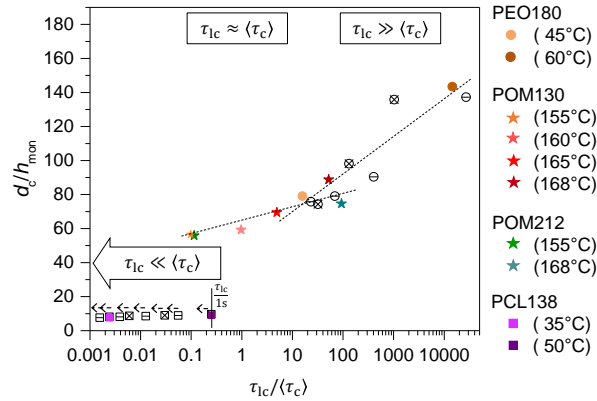 τlc ≈ ⟨τc⟩
τlc ≫ ⟨τc⟩
τlc ≪ ⟨τc⟩
τlc
1s
dc/hmon
180
160
140
120
100
80
60
40
20
0
0.001
0.01
0.1
1
10
100
1000
10000
τlc/⟨τc⟩
PEO180
( 45°C)
( 60°C)
POM130
(155°C)
(160°C)
(165°C)
(168°C)
POM212
(155°C)
(168°C)
PCL138
( 35°C)
( 50°C)